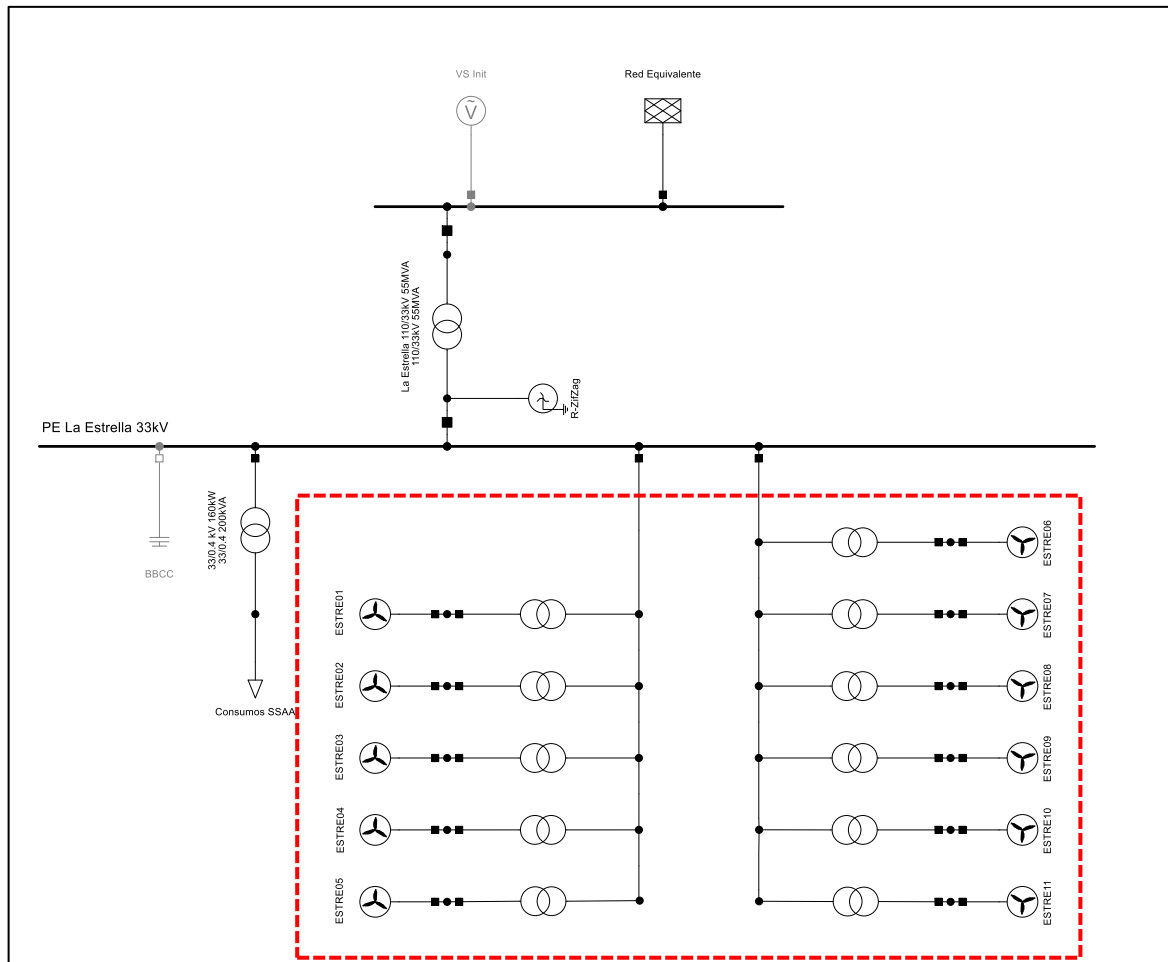 VS Init
Red Equivalente
Ṽ
La Estrella 110/33kV 55MVA
110/33kV 55MVA
R-ZifZag
PE La Estrella 33kV
33/0.4 kV 160kW
33/0.4 200kVA
BBCC
Consumos SSAA
ESTRE01
ESTRE02
ESTRE03
ESTRE04
ESTRE05
ESTRE06
ESTRE07
ESTRE08
ESTRE09
ESTRE10
ESTRE11